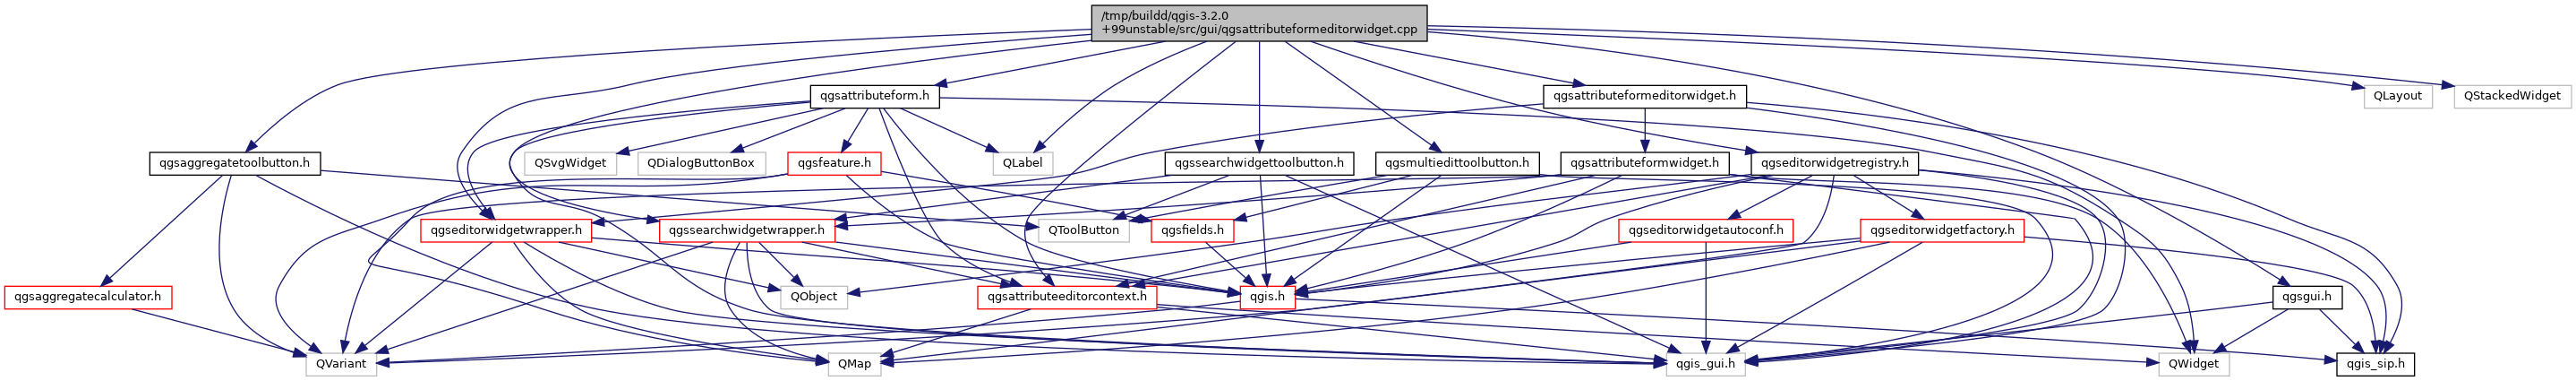 /tmp/buildd/qgis-3.2.0
+99unstable/src/gui/qgsattributeformeditorwidget.cpp
qgsattributeform.h
qgsattributeformeditorwidget.h
QLayout
QStackedWidget
qgsaggregatetoolbutton.h
QSvgWidget
QDialogButtonBox
qgsfeature.h
QLabel
qgssearchwidgettoolbutton.h
qgsmultiedittoolbutton.h
qgsattributeformwidget.h
qgseditorwidgetregistry.h
qgseditorwidgetwrapper.h
qgssearchwidgetwrapper.h
QToolButton
qgsfields.h
qgseditorwidgetautoconf.h
qgseditorwidgetfactory.h
qgsaggregatecalculator.h
QObject
qgsattributeeditorcontext.h
qgis.h
qgsgui.h
QVariant
QMap
qgis_gui.h
QWidget
qgis_sip.h